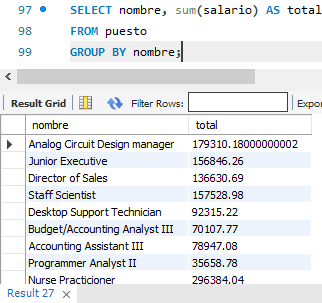 97 SELECT nombre, sum(salario) AS total
98 FROM puesto
99 GROUP BY nombre;
Result Grid Filter Rows: Expor
nombre total
Analog Circuit Design manager 179310.18000000002
Junior Executive 156846.26
Director of Sales 136630.69
Staff Scientist 157528.98
Desktop Support Technician 92315.22
Budget/Accounting Analyst III 70107.77
Accounting Assistant III 78947.08
Programmer Analyst II 35658.78
Nurse Practicioner 296384.04
Result 27 x